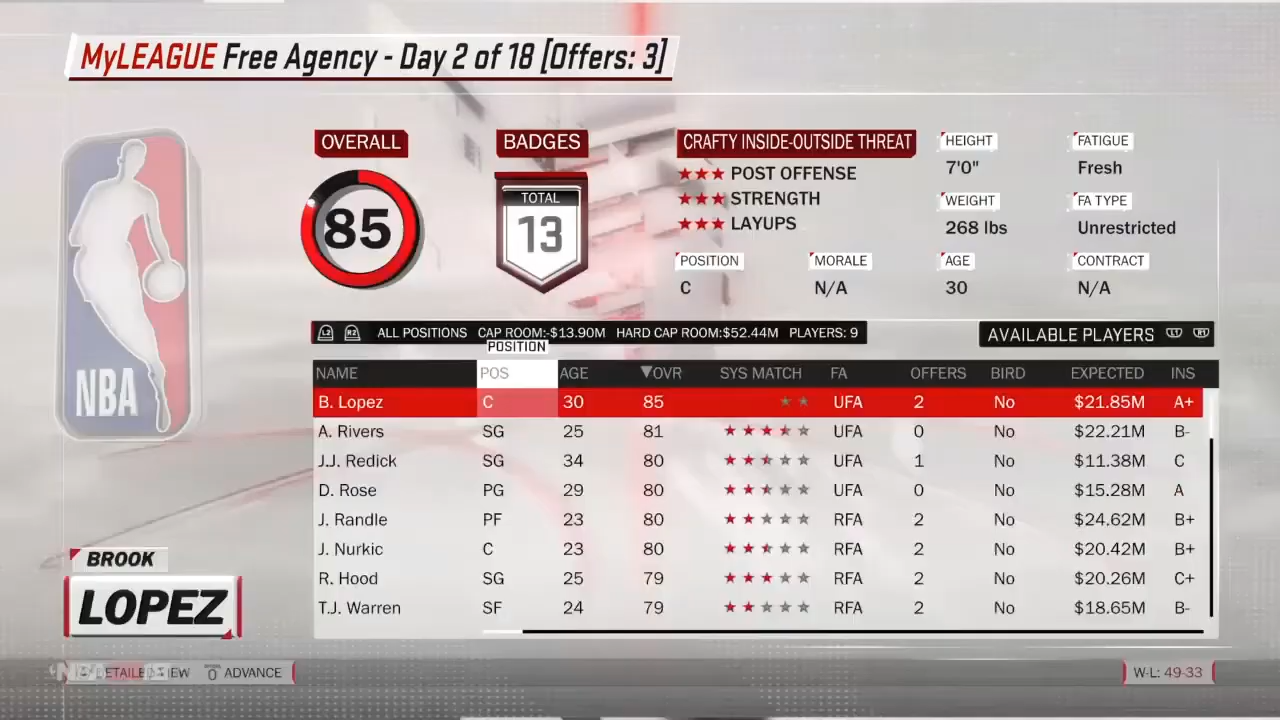 MyLEAGUE Free Agency - Day 2 of 18 [Offers: 3]
OVERALL
85
BADGES
TOTAL
13
CRAFTY INSIDE-OUTSIDE THREAT
POST OFFENSE
STRENGTH
LAYUPS
HEIGHT
7'0"
FATIGUE
Fresh
WEIGHT
268 lbs
FA TYPE
Unrestricted
POSITION
C
MORALE
N/A
AGE
30
CONTRACT
N/A
NBA
L2 R2 ALL POSITIONS CAP ROOM:-$13.90M HARD CAP ROOM:$52.44M PLAYERS: 9
AVAILABLE PLAYERS L1 R1
POSITION
NAME POS AGE OVR SYS MATCH FA OFFERS BIRD EXPECTED INS
B. Lopez C 30 85 UFA 2 No $21.85M A+
A. Rivers SG 25 81 UFA 0 No $22.21M B-
J.J. Redick SG 34 80 UFA 1 No $11.38M C
D. Rose PG 29 80 UFA 0 No $15.28M A
J. Randle PF 23 80 RFA 2 No $24.62M B+
J. Nurkic C 23 80 RFA 2 No $20.42M B+
R. Hood SG 25 79 RFA 2 No $20.26M C+
T.J. Warren SF 24 79 RFA 2 No $18.65M B-
BROOK
LOPEZ
ADVANCE
W-L: 49-33